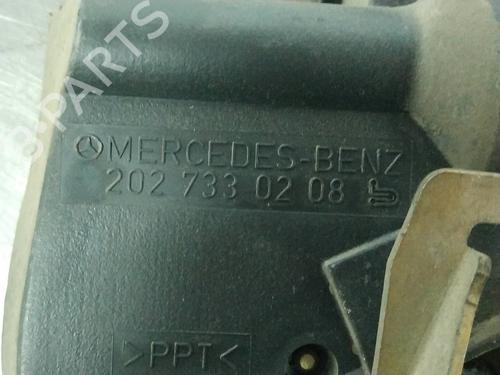 B-PARTS
MERCEDES-BENZ
202 733 02 08
>PPT<